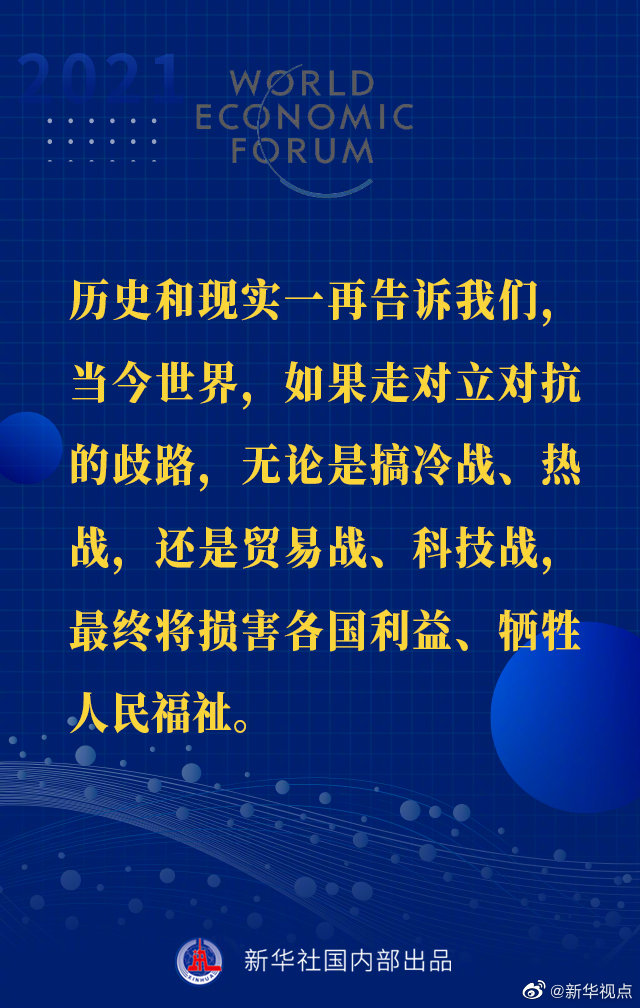 2021
WORLD
ECONOMIC
FORUM
历史和现实一再告诉我们，
当今世界，如果走对立对抗
的歧路，无论是搞冷战、热
战，还是贸易战、科技战，
最终将损害各国利益、牺牲
人民福祉。
XINHUA
新华社国内部出品
@新华视点